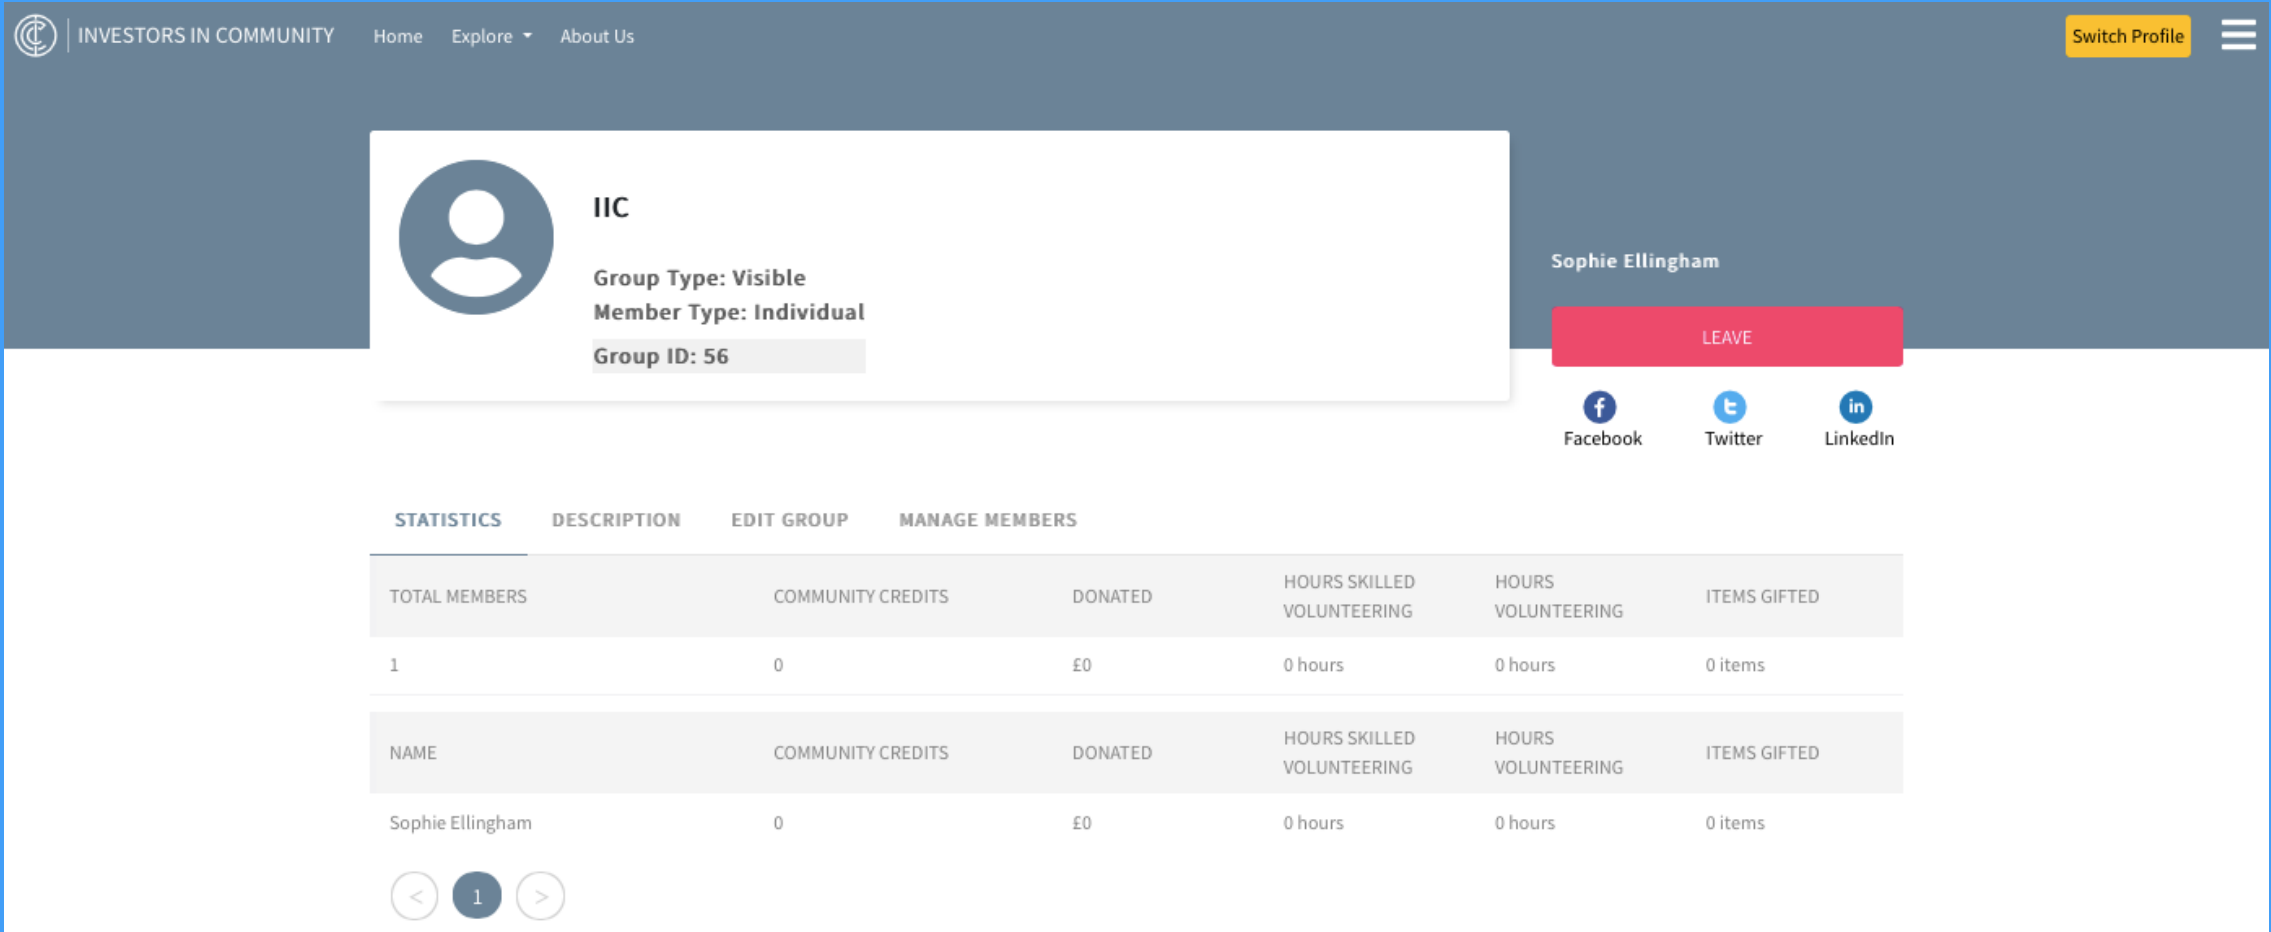 INVESTORS IN COMMUNITY Home Explore About Us Switch Profile
IIC
Group Type: Visible
Member Type: Individual
Group ID: 56
Sophie Ellingham
LEAVE
Facebook Twitter LinkedIn
STATISTICS DESCRIPTION EDIT GROUP MANAGE MEMBERS
TOTAL MEMBERS COMMUNITY CREDITS DONATED HOURS SKILLED VOLUNTEERING HOURS VOLUNTEERING ITEMS GIFTED
1 0 £0 0 hours 0 hours 0 items
NAME COMMUNITY CREDITS DONATED HOURS SKILLED VOLUNTEERING HOURS VOLUNTEERING ITEMS GIFTED
Sophie Ellingham 0 £0 0 hours 0 hours 0 items
< 1 >